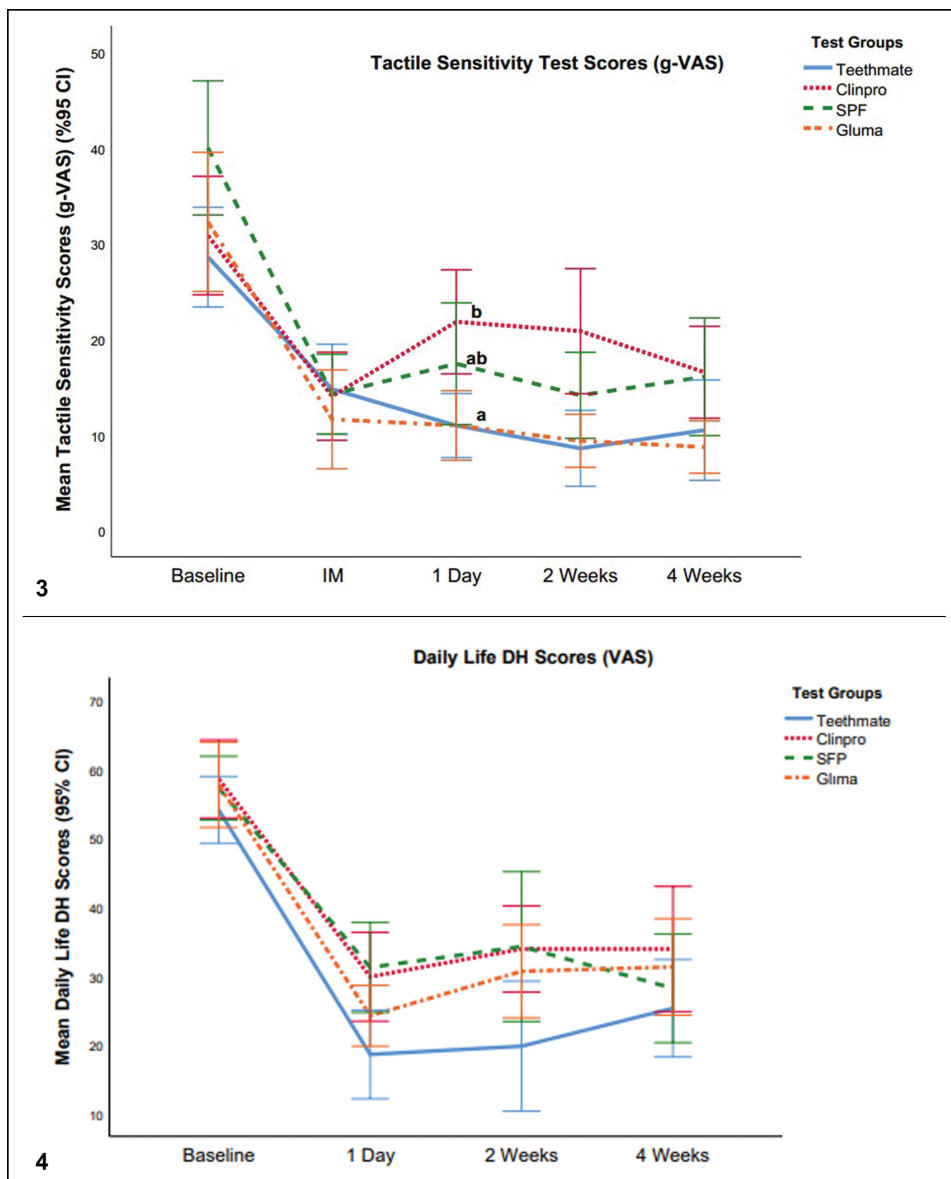 Tactile Sensitivity Test Scores (g-VAS)
Test Groups
Teethmate
Clinpro
SPF
Gluma
Mean Tactile Sensitivity Scores (g-VAS) (%95 CI)
50
40
30
20
10
0
b
ab
a
Baseline IM 1 Day 2 Weeks 4 Weeks
3
Daily Life DH Scores (VAS)
Test Groups
Teethmate
Clinpro
SFP
Glima
Mean Daily Life DH Scores (95% CI)
70
60
50
40
30
20
10
Baseline 1 Day 2 Weeks 4 Weeks
4